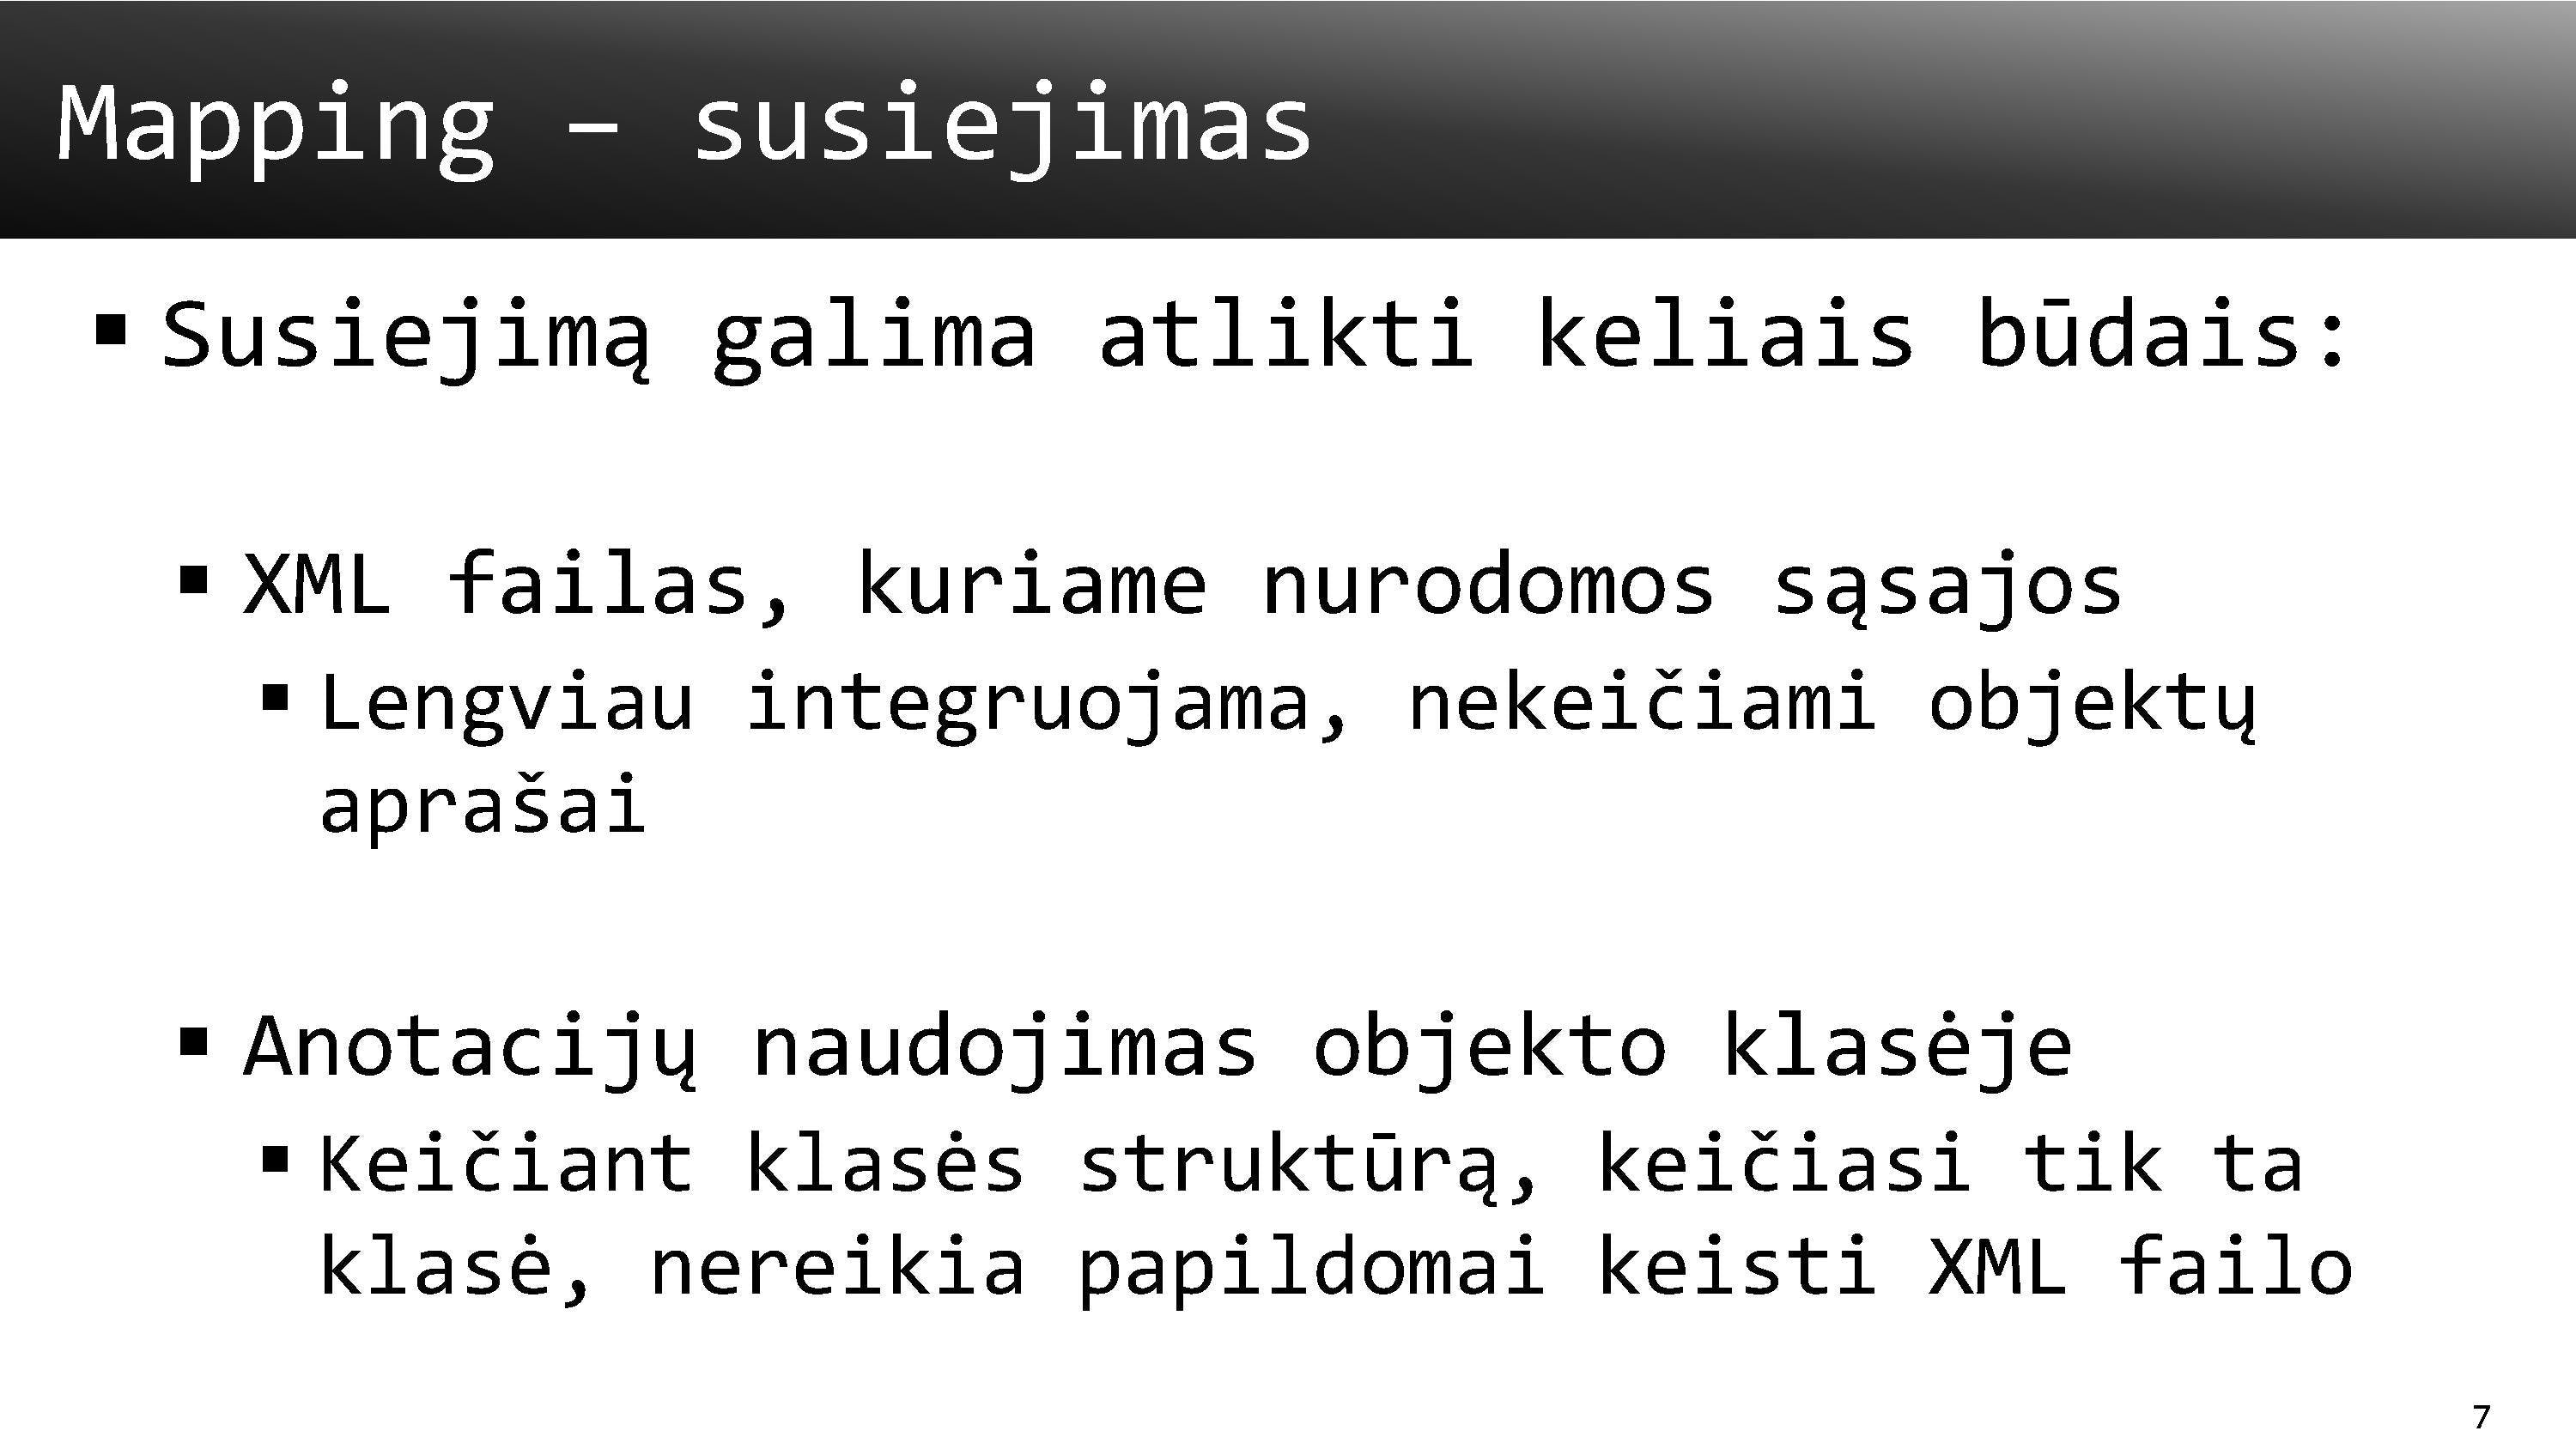 Mapping – susiejimas
▪ Susiejimą galima atlikti keliais būdais:
▪ XML failas, kuriame nurodomos sąsajos
▪ Lengviau integruojama, nekeičiami objektų
aprašai
▪ Anotacijų naudojimas objekto klasėje
▪ Keičiant klasės struktūrą, keičiasi tik ta
klasė, nereikia papildomai keisti XML failo
7